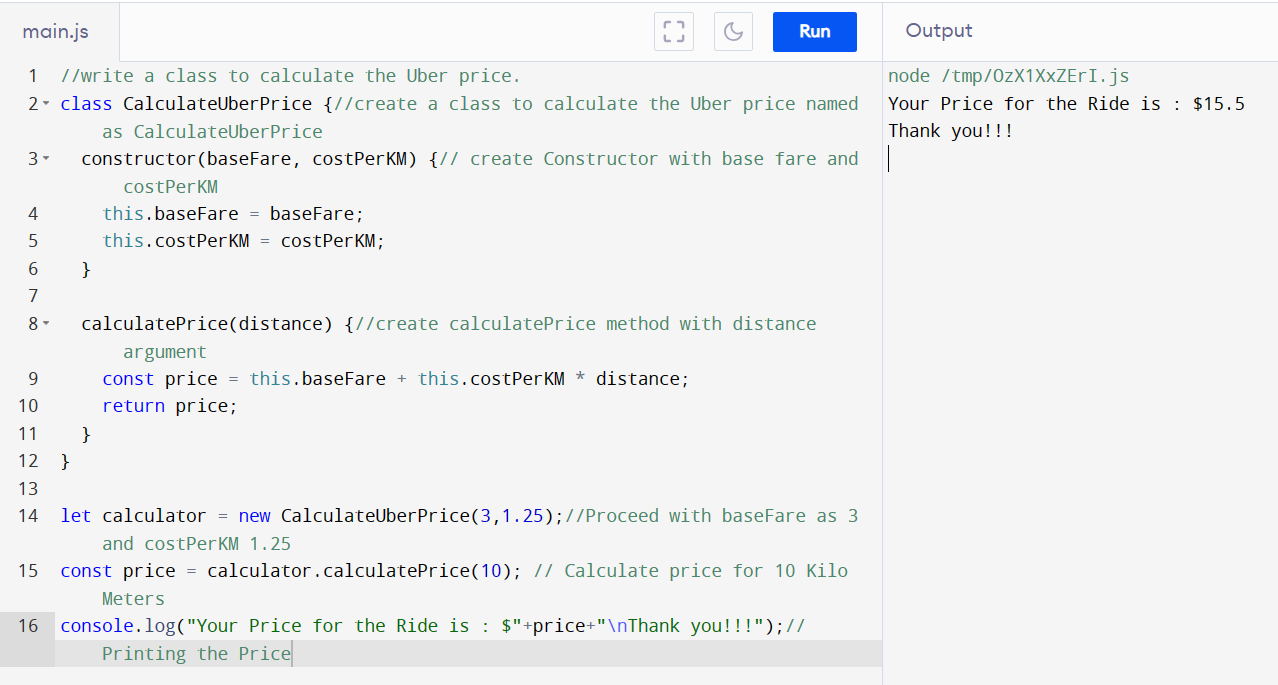 main.js
Run
Output
1 //write a class to calculate the Uber price.
2 class CalculateUberPrice {//create a class to calculate the Uber price named
as CalculateUberPrice
3 constructor(baseFare, costPerKM) {// create Constructor with base fare and
costPerKM
4 this.baseFare = baseFare;
5 this.costPerKM = costPerKM;
6 }
7
8 calculatePrice(distance) {//create calculatePrice method with distance
argument
9 const price = this.baseFare + this.costPerKM * distance;
10 return price;
11 }
12 }
13
14 let calculator = new CalculateUberPrice(3,1.25);//Proceed with baseFare as 3
and costPerKM 1.25
15 const price = calculator.calculatePrice(10); // Calculate price for 10 Kilo
Meters
16 console.log("Your Price for the Ride is : $"+price+"\nThank you!!!");//
Printing the Price
node /tmp/OzX1XxZErI.js
Your Price for the Ride is : $15.5
Thank you!!!